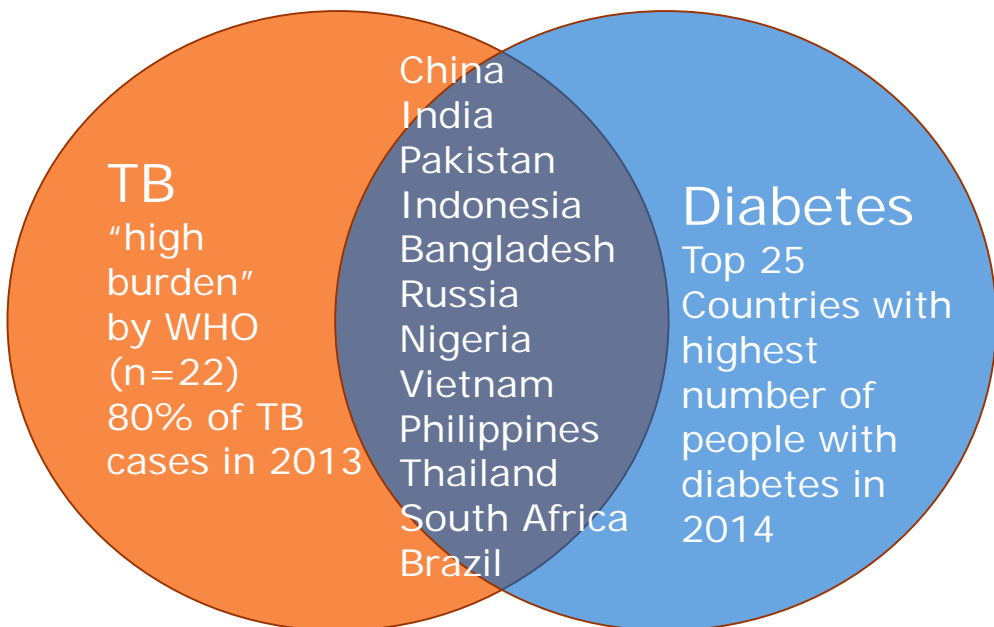 TB
“high
burden”
by WHO
(n=22)
80% of TB
cases in 2013
China
India
Pakistan
Indonesia
Bangladesh
Russia
Nigeria
Vietnam
Philippines
Thailand
South Africa
Brazil
Diabetes
Top 25
Countries with
highest
number of
people with
diabetes in
2014